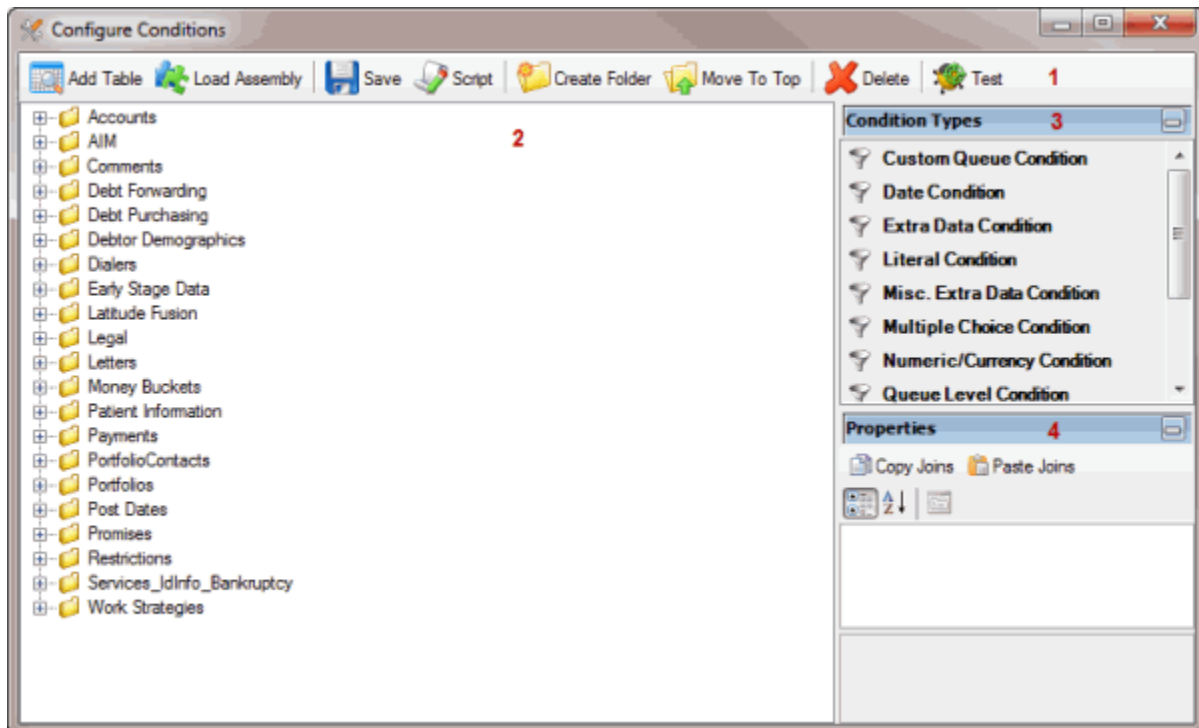 Configure Conditions
Add Table Load Assembly Save Script Create Folder Move To Top Delete Test 1
Accounts
AIM
Comments
Debt Forwarding
Debt Purchasing
Debtor Demographics
Dialers
Early Stage Data
Latitude Fusion
Legal
Letters
Money Buckets
Patient Information
Payments
PortfolioContacts
Portfolios
Post Dates
Promises
Restrictions
Services_IdInfo_Bankruptcy
Work Strategies
2
Condition Types 3
Custom Queue Condition
Date Condition
Extra Data Condition
Literal Condition
Misc. Extra Data Condition
Multiple Choice Condition
Numeric/Currency Condition
Queue Level Condition
Properties 4
Copy Joins Paste Joins